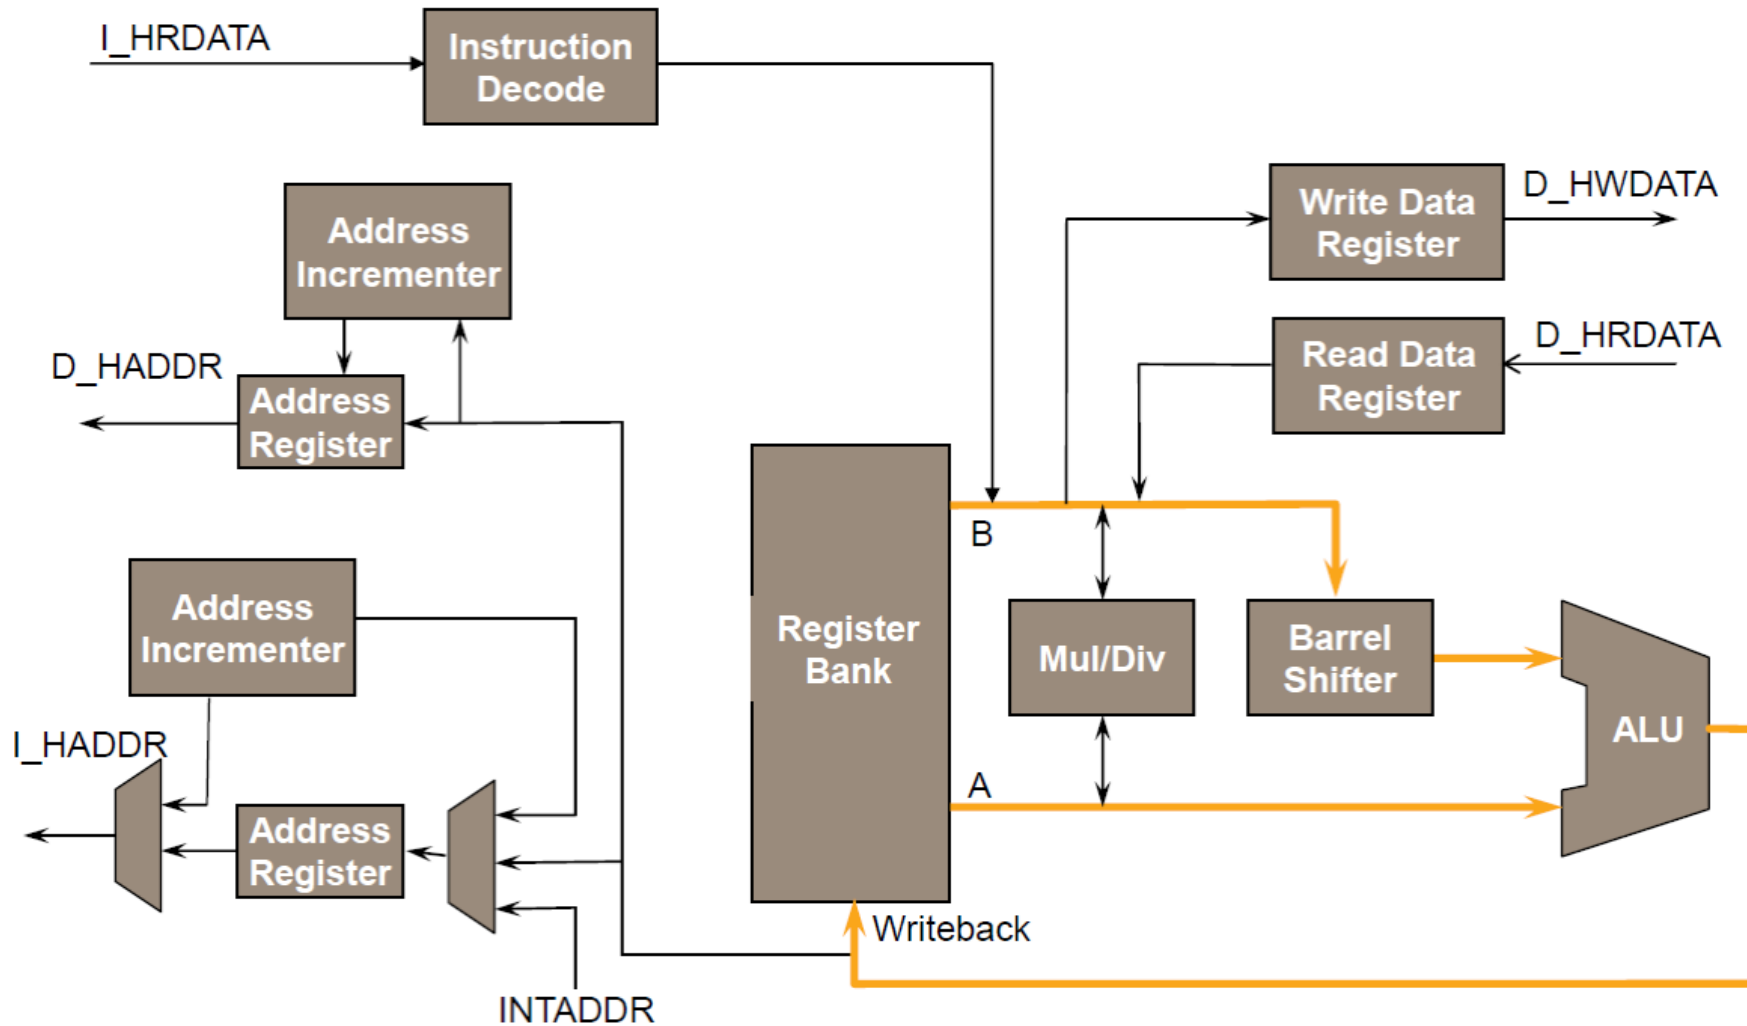 I_HRDATA
Instruction
Decode
Address
Incrementer
Write Data
Register
D_HWDATA
D_HADDR
Address
Register
Read Data
Register
D_HRDATA
B
Address
Incrementer
Register
Bank
Mul/Div
Barrel
Shifter
ALU
I_HADDR
A
Address
Register
Writeback
INTADDR